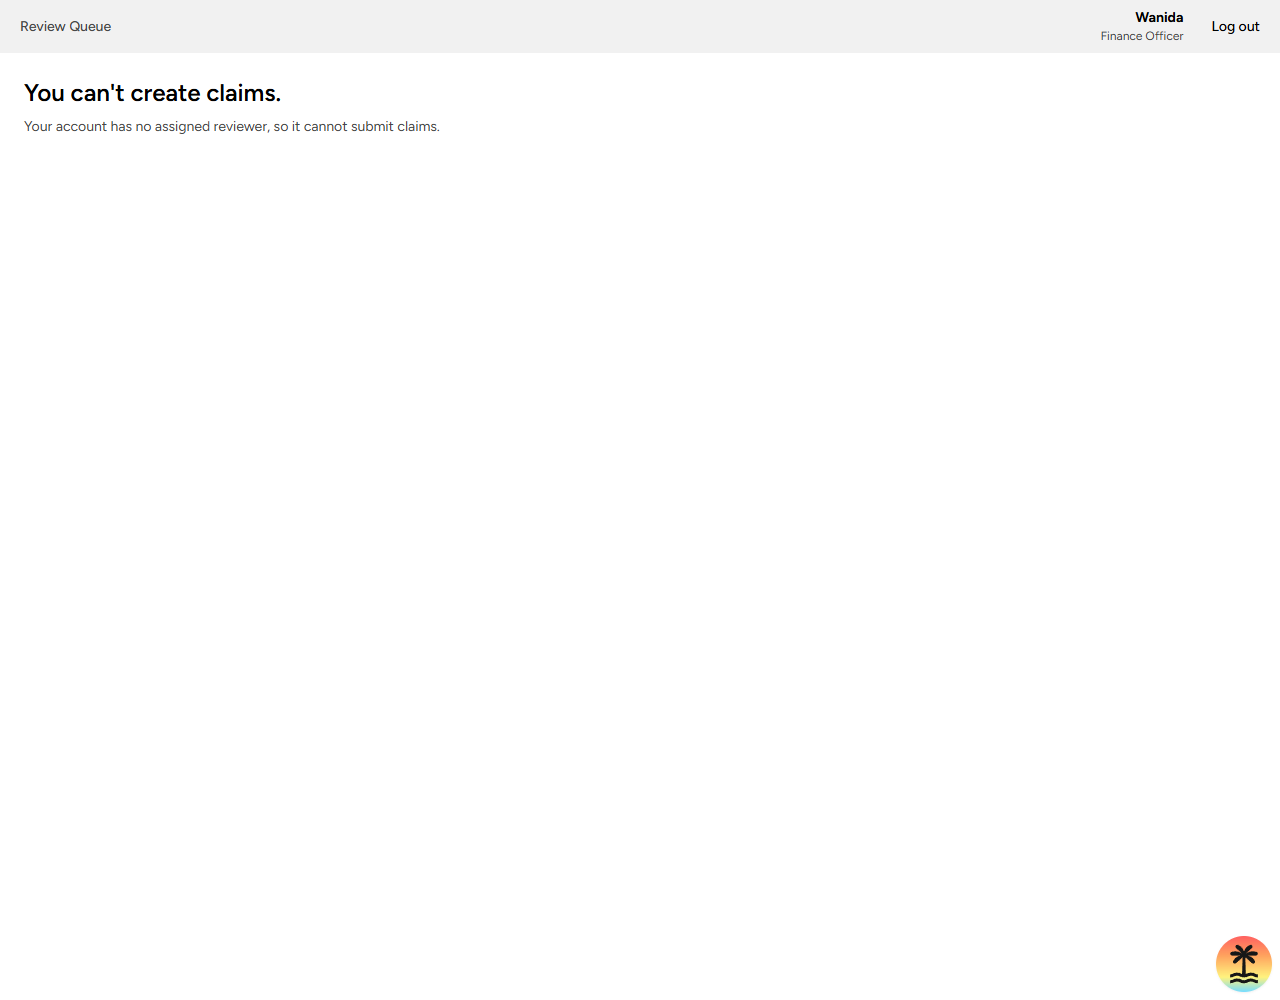 Review Queue
Wanida
Finance Officer
Log out
You can't create claims.
Your account has no assigned reviewer, so it cannot submit claims.